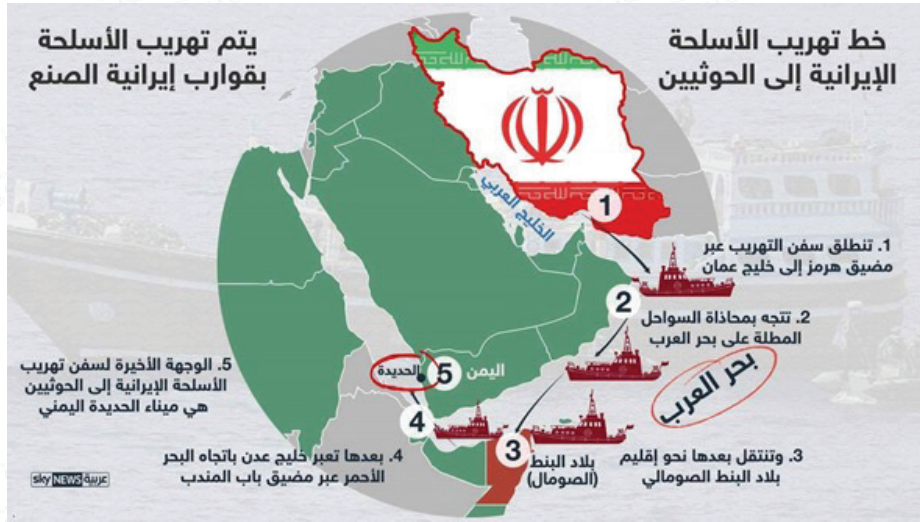 خط تهريب الأسلحة
الإيرانية إلى الحوثيين
يتم تهريب الأسلحة
بقوارب إيرانية الصنع
الخليج العربي
1
1. تنطلق سفن التهريب عبر
مضيق هرمز إلى خليج عمان
2
2. تتجه بمحاذاة السواحل
المطلة على بحر العرب
بحر العرب
اليمن
5
الحديدة
5. الوجهة الأخيرة لسفن تهريب
الأسلحة الإيرانية إلى الحوثيين
هي ميناء الحديدة اليمني
4
3
بلاد البنط
(الصومال)
3. وتنتقل بعدها نحو إقليم
بلاد البنط الصومالي
4. بعدها تعبر خليج عدن باتجاه البحر
الأحمر عبر مضيق باب المندب
sky NEWS عربية